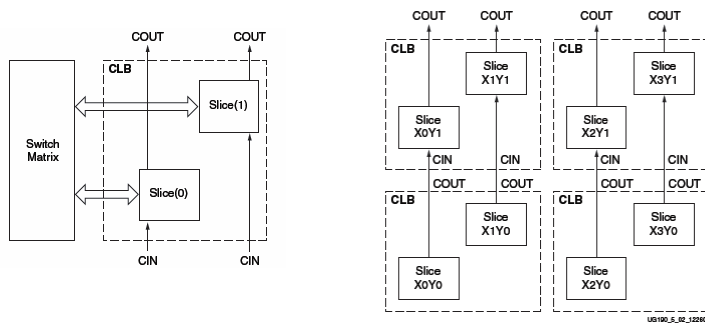 COUT COUT
CLB
Slice(1)
Switch
Matrix
Slice(0)
CIN CIN
COUT COUT COUT COUT
CLB CLB
Slice
X1Y1
Slice
X3Y1
Slice
X0Y1
Slice
X2Y1
CIN CIN CIN CIN
COUT COUT COUT COUT
CLB CLB
Slice
X1Y0
Slice
X3Y0
Slice
X0Y0
Slice
X2Y0
UG190_5_02_12260